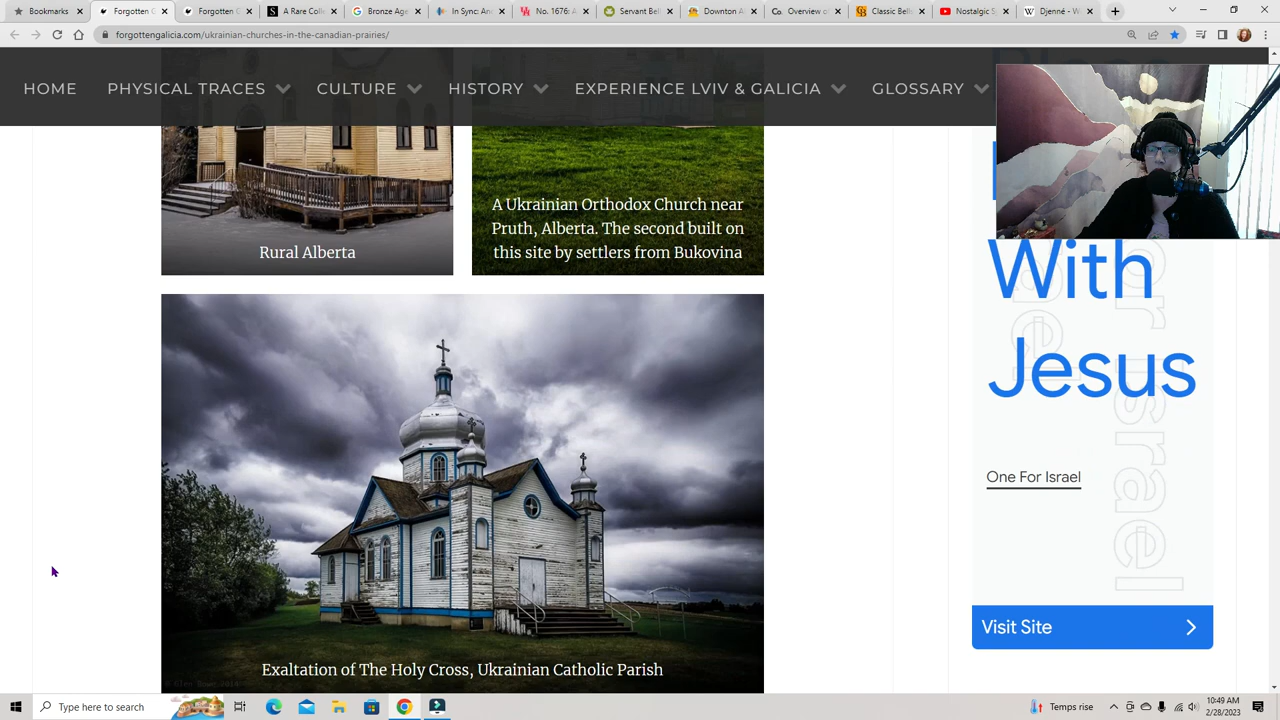 Bookmarks
Forgotten G
Forgotten G
A Rare Coll
Bronze Age
In Sync An
No. 1676: A
Servant Bel
Downton A
Overview o
Classic Bells
Nostalgic S
Djenné - W
forgottengalicia.com/ukrainian-churches-in-the-canadian-prairies/
HOME PHYSICAL TRACES CULTURE HISTORY EXPERIENCE LVIV & GALICIA GLOSSARY
Rural Alberta
A Ukrainian Orthodox Church near
Pruth, Alberta. The second built on
this site by settlers from Bukovina
Exaltation of The Holy Cross, Ukrainian Catholic Parish
With
Jesus
One For Israel
Visit Site
Type here to search
Temps rise
10:49 AM
2/28/2023